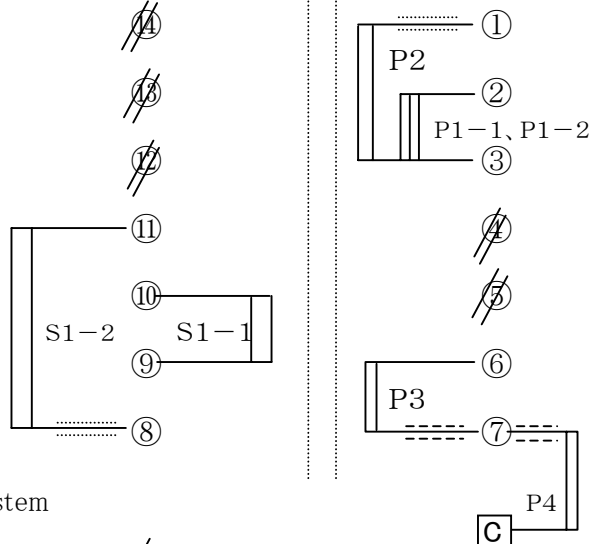 ⑭ ①
P2
⑬ ②
P1-1、P1-2
⑫ ③
⑪ ④
⑩ ⑤
S1-2 S1-1
⑨ ⑥
P3
⑧ ⑦
stem P4
C